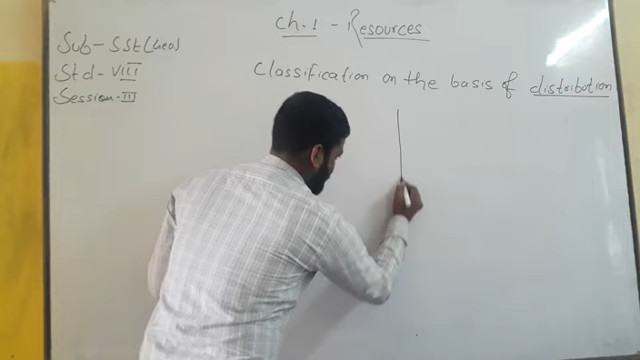 Ch. 1 - Resources
Sub - SSt (Geo)
Std - VIII
Session - III
Classification on the basis of distribution